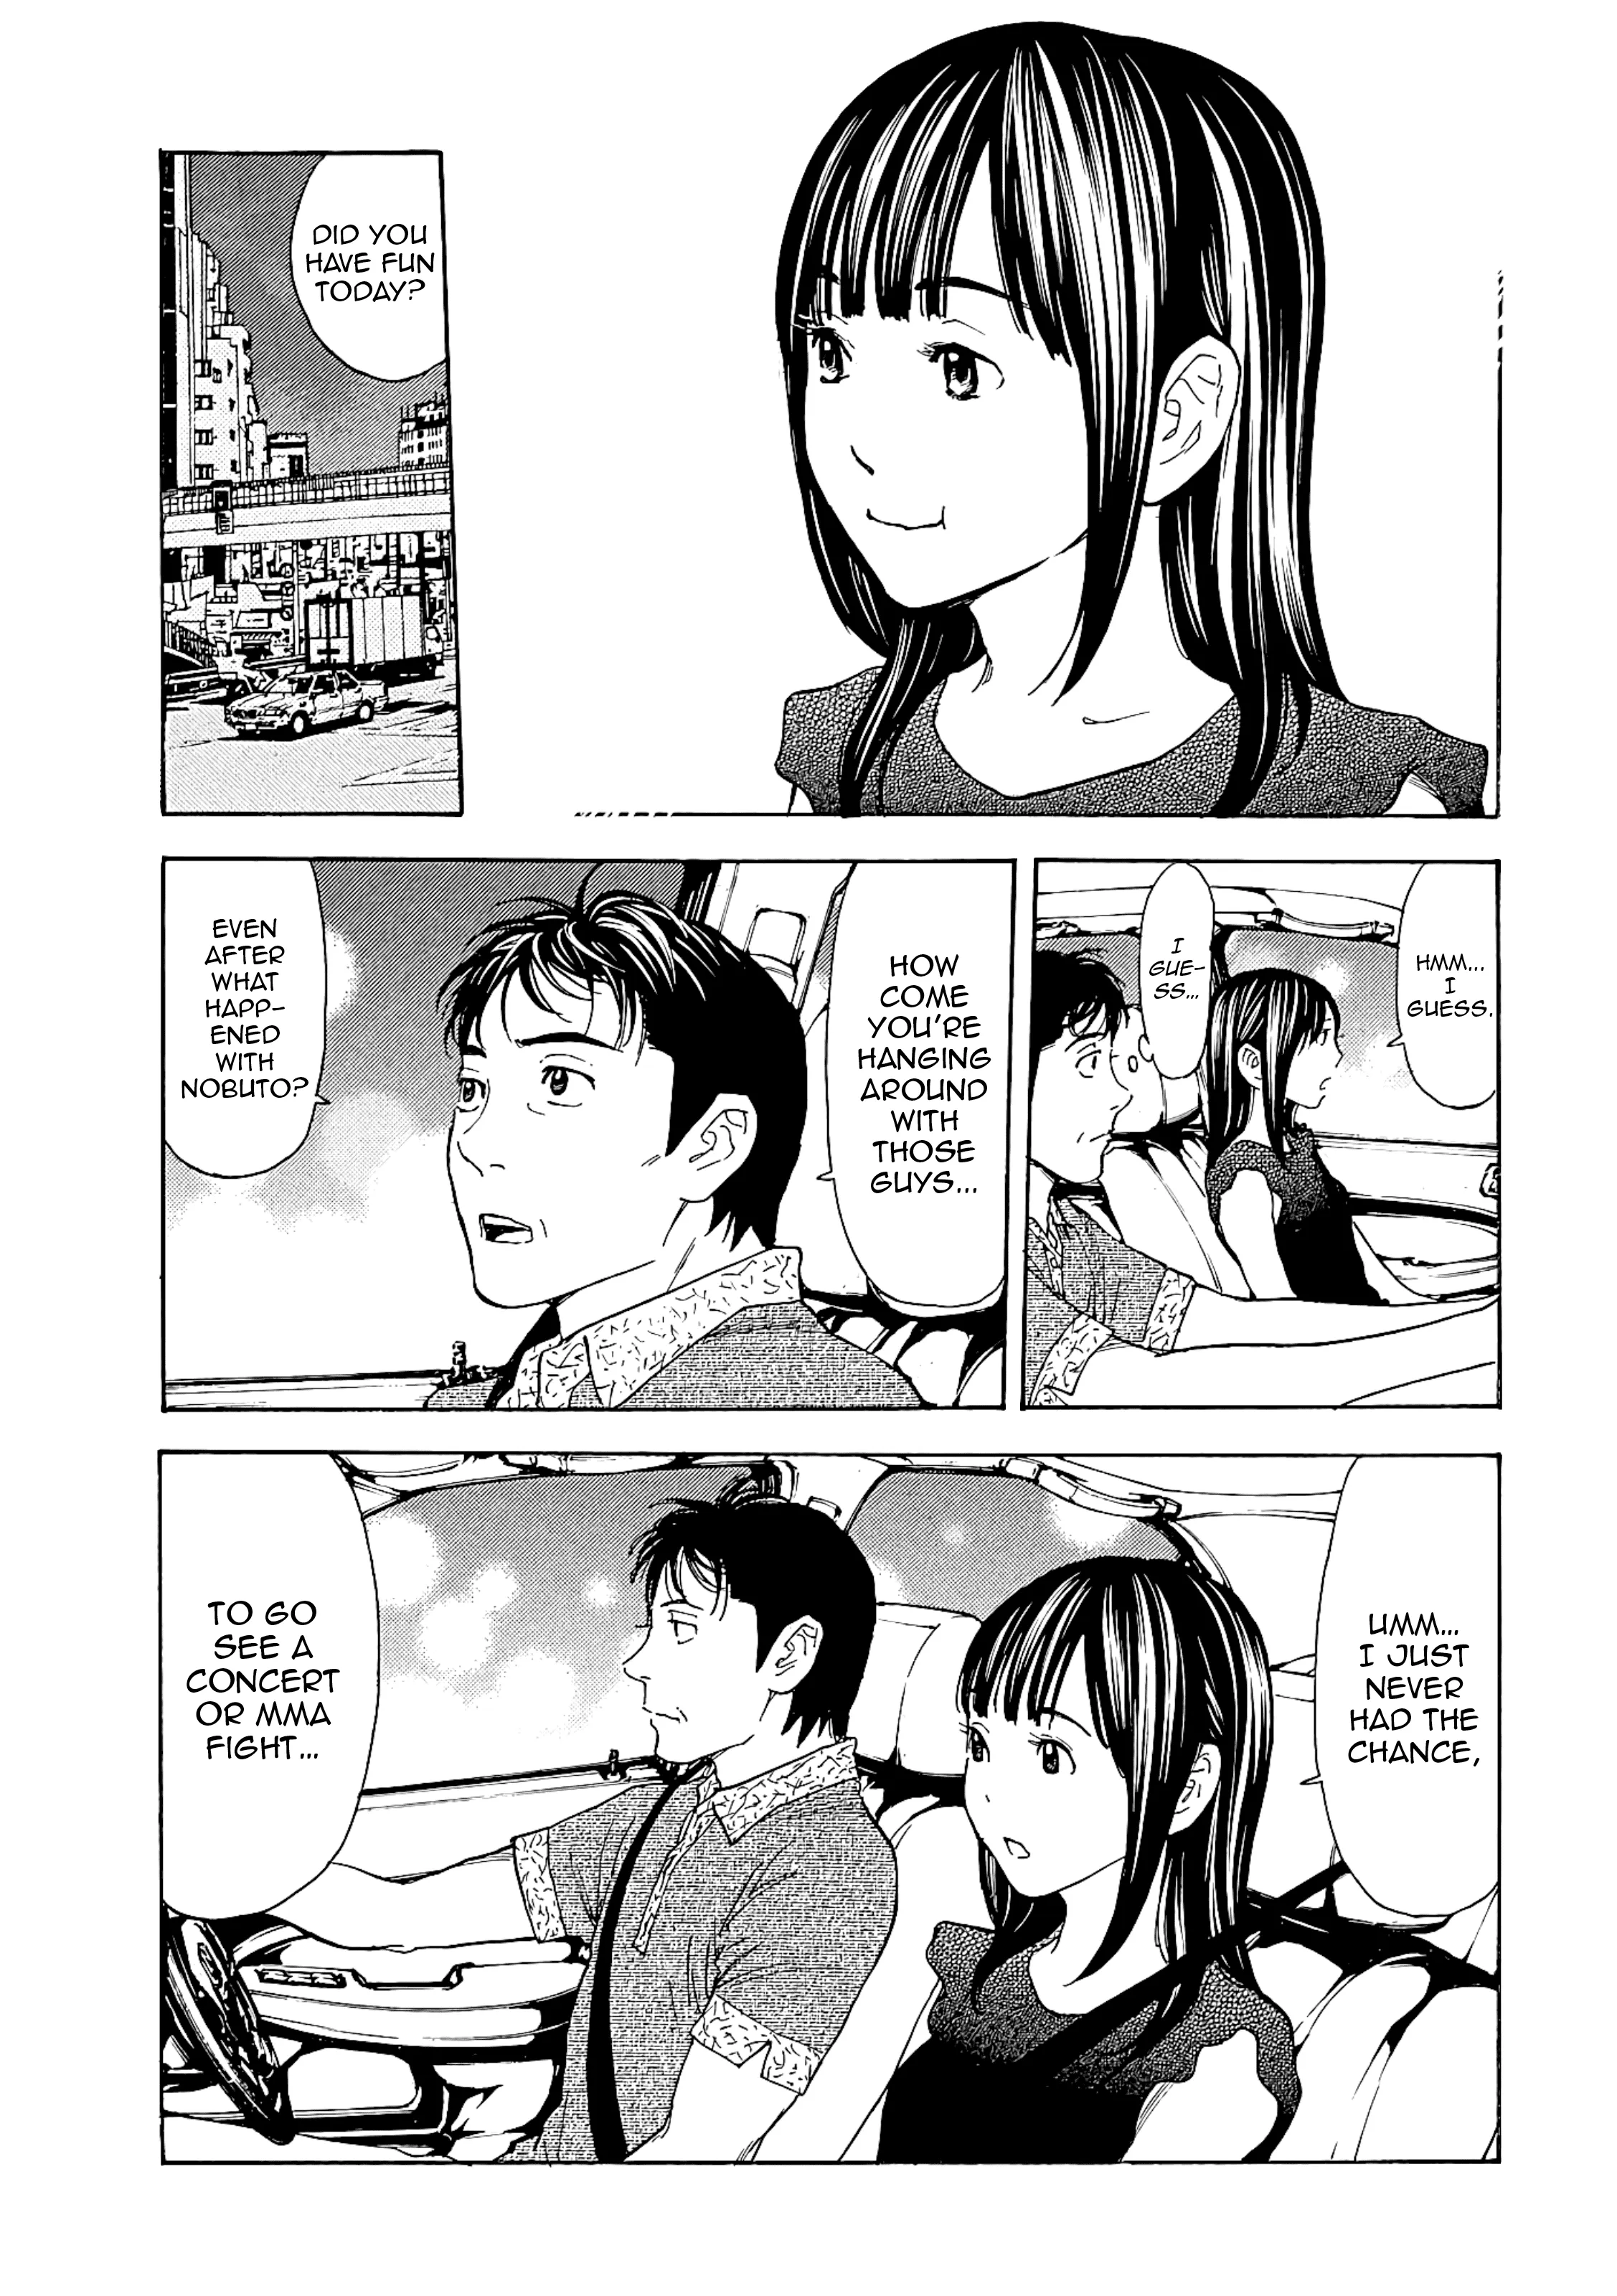 DID YOU
HAVE FUN
TODAY?
HMM...
I
GUESS.
I
GUE-
SS...
HOW
COME
YOU'RE
HANGING
AROUND
WITH
THOSE
GUYS...
EVEN
AFTER
WHAT
HAPP-
ENED
WITH
NOBUTO?
UMM...
I JUST
NEVER
HAD THE
CHANCE,
TO GO
SEE A
CONCERT
OR MMA
FIGHT...